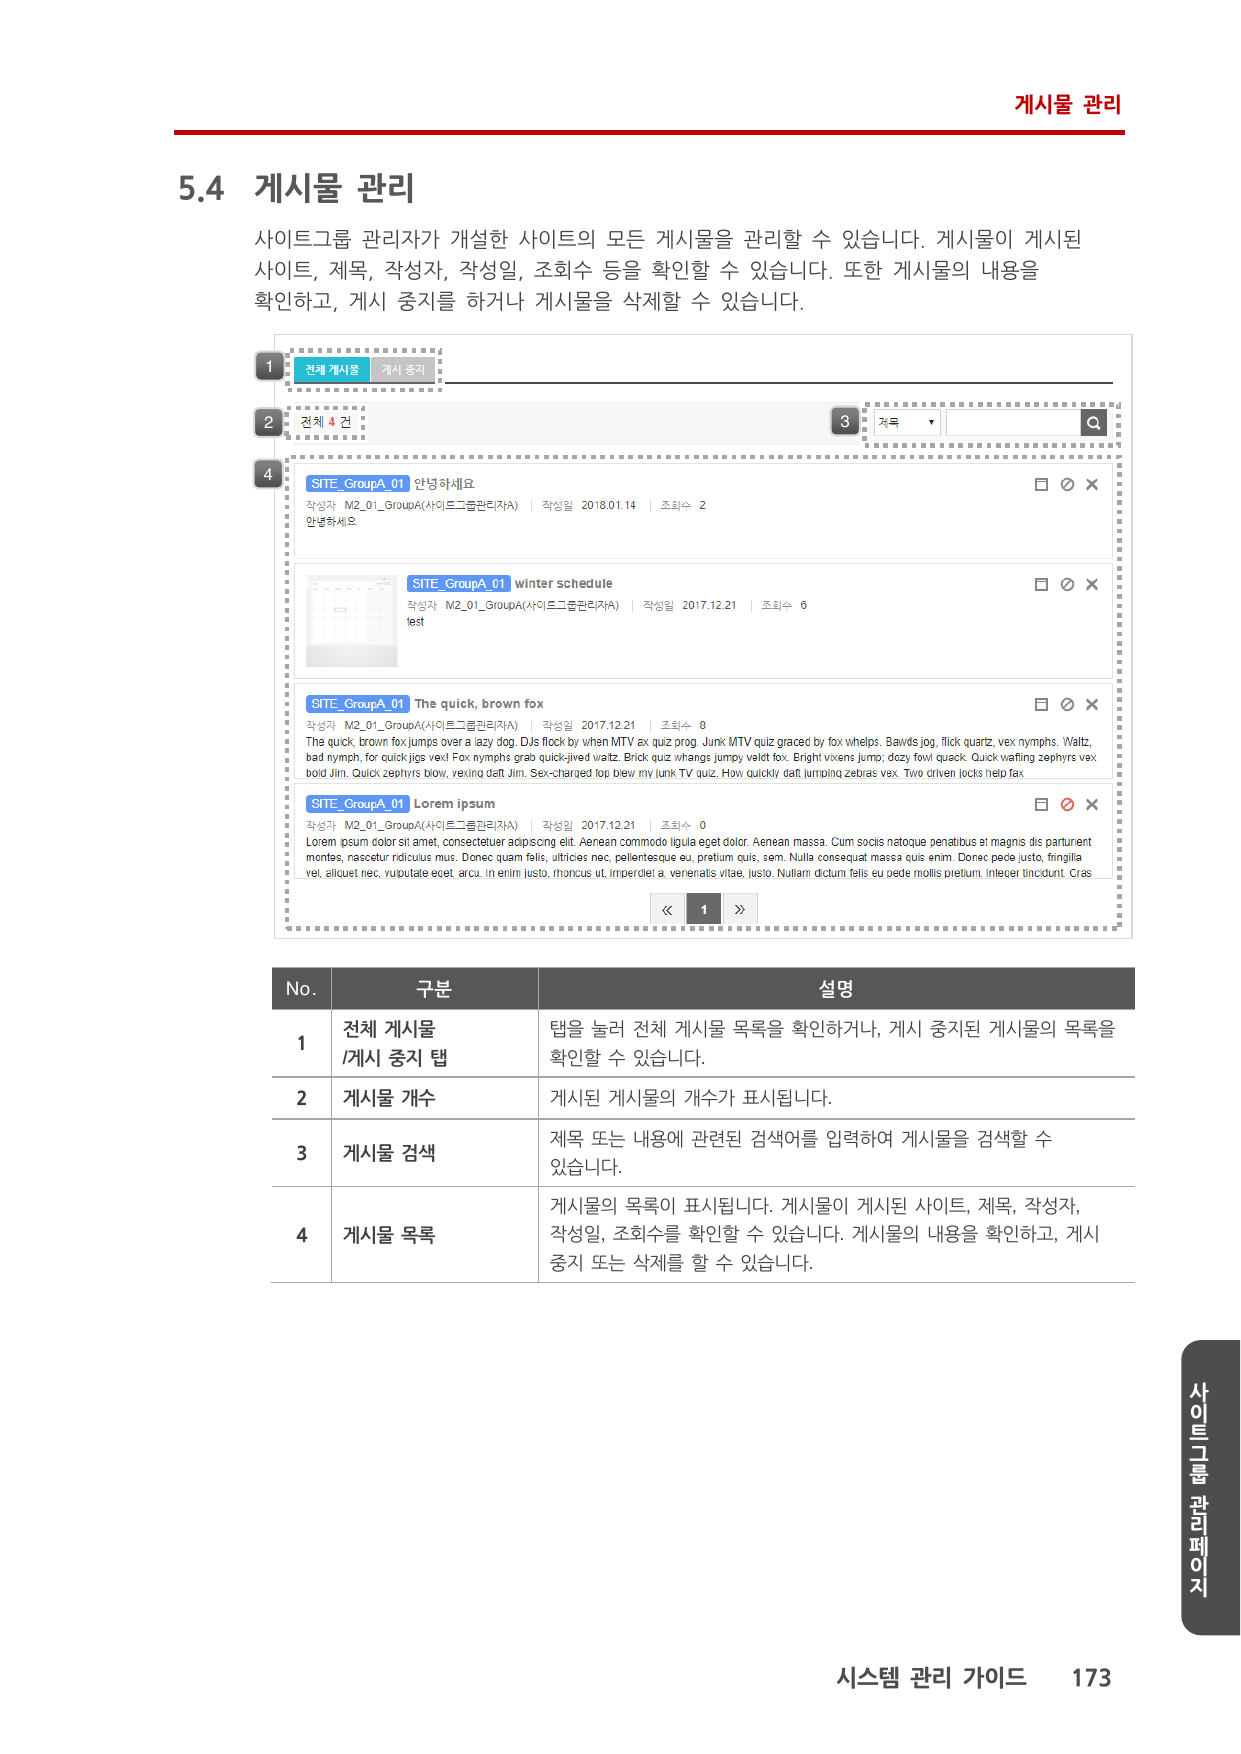 게시물 관리
5.4 게시물 관리
사이트그룹 관리자가 개설한 사이트의 모든 게시물을 관리할 수 있습니다. 게시물이 게시된
사이트, 제목, 작성자, 작성일, 조회수 등을 확인할 수 있습니다. 또한 게시물의 내용을
확인하고, 게시 중지를 하거나 게시물을 삭제할 수 있습니다.
1 전체 게시물 게시 중지
2 전체 4 건 3 제목
4
SITE_GroupA_01 안녕하세요
작성자 M2_01_GroupA(사이트그룹관리자A) 작성일 2018.01.14 조회수 2
안녕하세요
SITE_GroupA_01 winter schedule
작성자 M2_01_GroupA(사이트그룹관리자A) 작성일 2017.12.21 조회수 6
test
SITE_GroupA_01 The quick, brown fox
작성자 M2_01_GroupA(사이트그룹관리자A) 작성일 2017.12.21 조회수 8
The quick, brown fox jumps over a lazy dog. DJs flock by when MTV ax quiz prog. Junk MTV quiz graced by fox whelps. Bawds jog, flick quartz, vex nymphs. Waltz,
bad nymph, for quick jigs vex! Fox nymphs grab quick-jived waltz. Brick quiz whangs jumpy veldt fox. Bright vixens jump; dozy fowl quack. Quick wafting zephyrs vex
bold Jim. Quick zephyrs blow, vexing daft Jim. Sex-charged fop blew my junk TV quiz. How quickly daft jumping zebras vex. Two driven jocks help fax
SITE_GroupA_01 Lorem ipsum
작성자 M2_01_GroupA(사이트그룹관리자A) 작성일 2017.12.21 조회수 0
Lorem ipsum dolor sit amet, consectetuer adipiscing elit. Aenean commodo ligula eget dolor. Aenean massa. Cum sociis natoque penatibus et magnis dis parturient
montes, nascetur ridiculus mus. Donec quam felis, ultricies nec, pellentesque eu, pretium quis, sem. Nulla consequat massa quis enim. Donec pede justo, fringilla
vel, aliquet nec, vulputate eget, arcu. In enim justo, rhoncus ut, imperdiet a, venenatis vitae, justo. Nullam dictum felis eu pede mollis pretium. Integer tincidunt. Cras
« 1 »
No. 구분 설명
1 전체 게시물 /게시 중지 탭 탭을 눌러 전체 게시물 목록을 확인하거나, 게시 중지된 게시물의 목록을
확인할 수 있습니다.
2 게시물 개수 게시된 게시물의 개수가 표시됩니다.
3 게시물 검색 제목 또는 내용에 관련된 검색어를 입력하여 게시물을 검색할 수
있습니다.
4 게시물 목록 게시물의 목록이 표시됩니다. 게시물이 게시된 사이트, 제목, 작성자,
작성일, 조회수를 확인할 수 있습니다. 게시물의 내용을 확인하고, 게시
중지 또는 삭제를 할 수 있습니다.
사이트그룹 관리페이지
시스템 관리 가이드 173